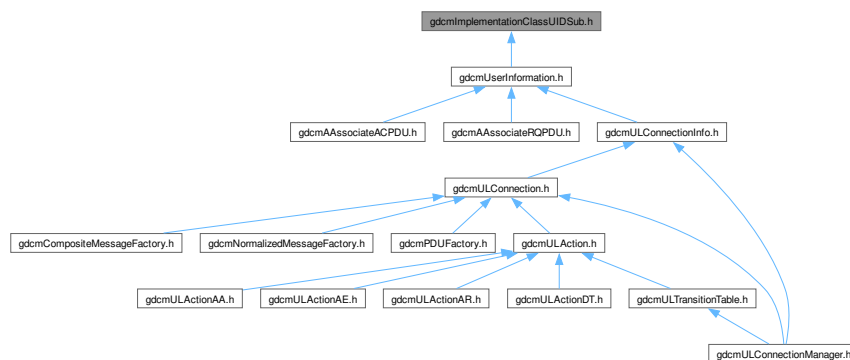 gdcmImplementationClassUIDSub.h
gdcmUserInformation.h
gdcmAAssociateACPDU.h
gdcmAAssociateRQPDU.h
gdcmULConnectionInfo.h
gdcmULConnection.h
gdcmCompositeMessageFactory.h
gdcmNormalizedMessageFactory.h
gdcmPDUFactory.h
gdcmULAction.h
gdcmULActionAA.h
gdcmULActionAE.h
gdcmULActionAR.h
gdcmULActionDT.h
gdcmULTransitionTable.h
gdcmULConnectionManager.h